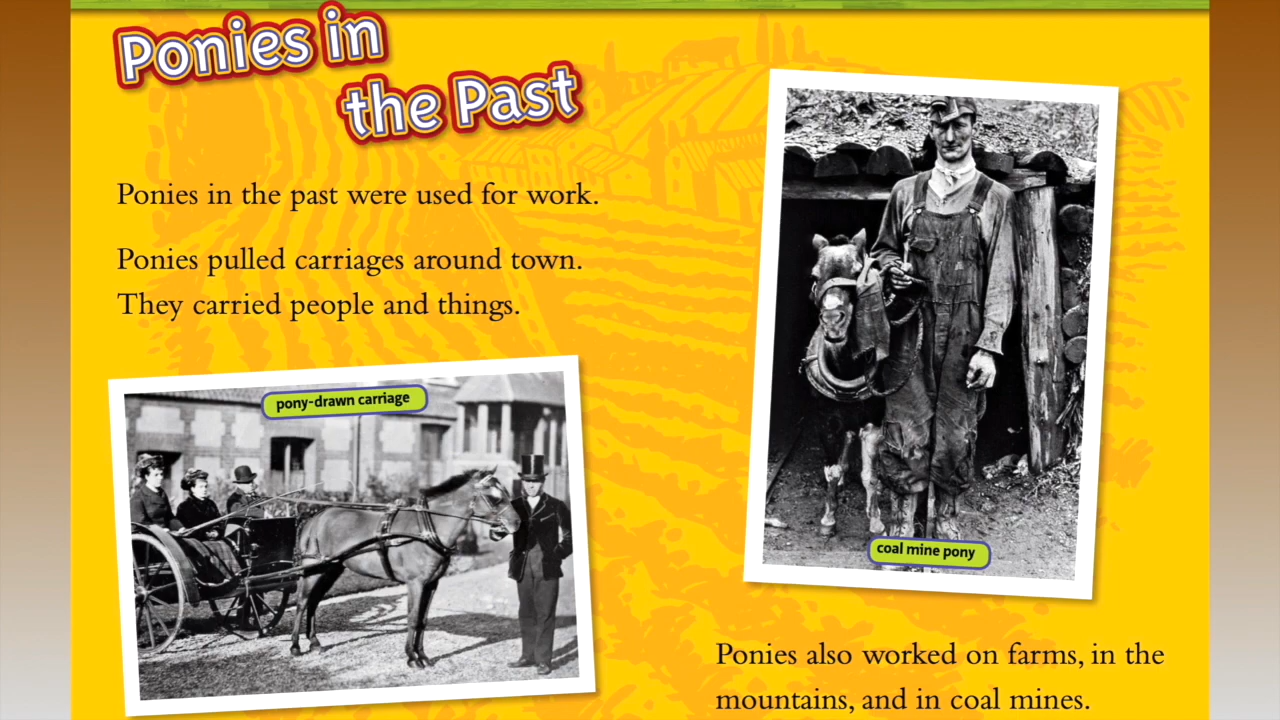 Ponies in
the Past
Ponies in the past were used for work.
Ponies pulled carriages around town.
They carried people and things.
pony-drawn carriage
coal mine pony
Ponies also worked on farms, in the
mountains, and in coal mines.